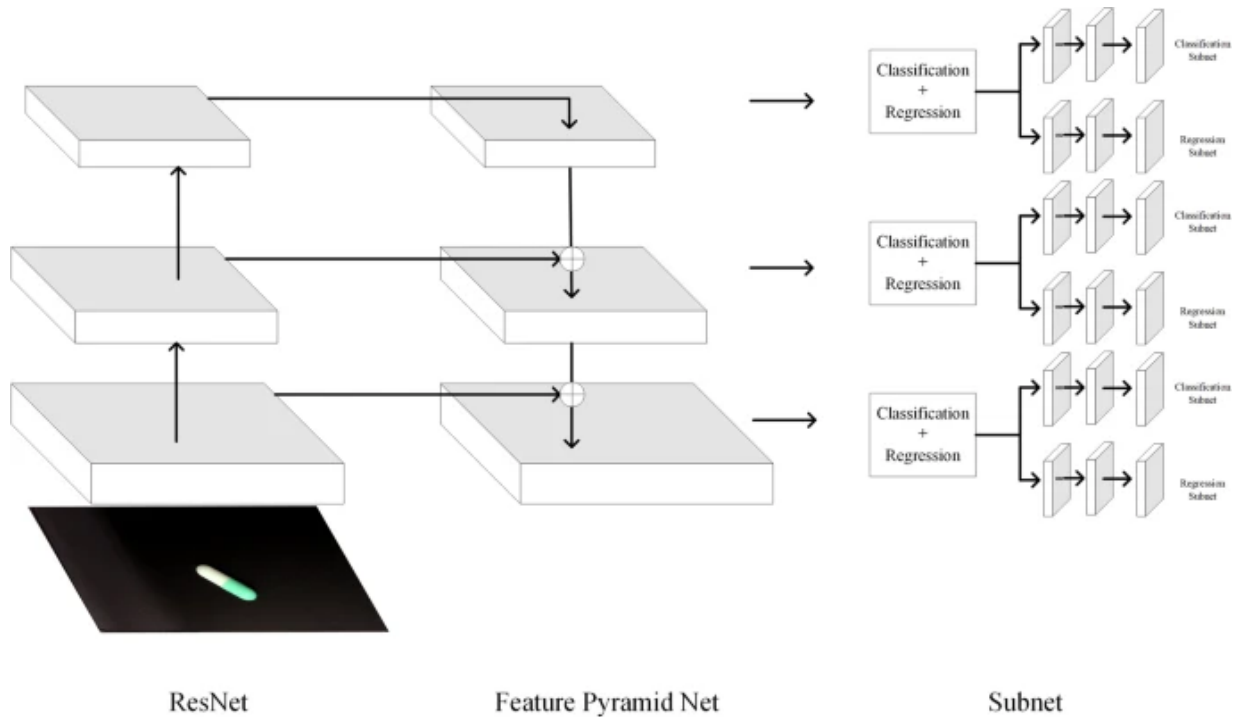 Classification
+
Regression
Classification
Subnet
Regression
Subnet
Classification
+
Regression
Classification
Subnet
Regression
Subnet
Classification
+
Regression
Classification
Subnet
Regression
Subnet
ResNet
Feature Pyramid Net
Subnet